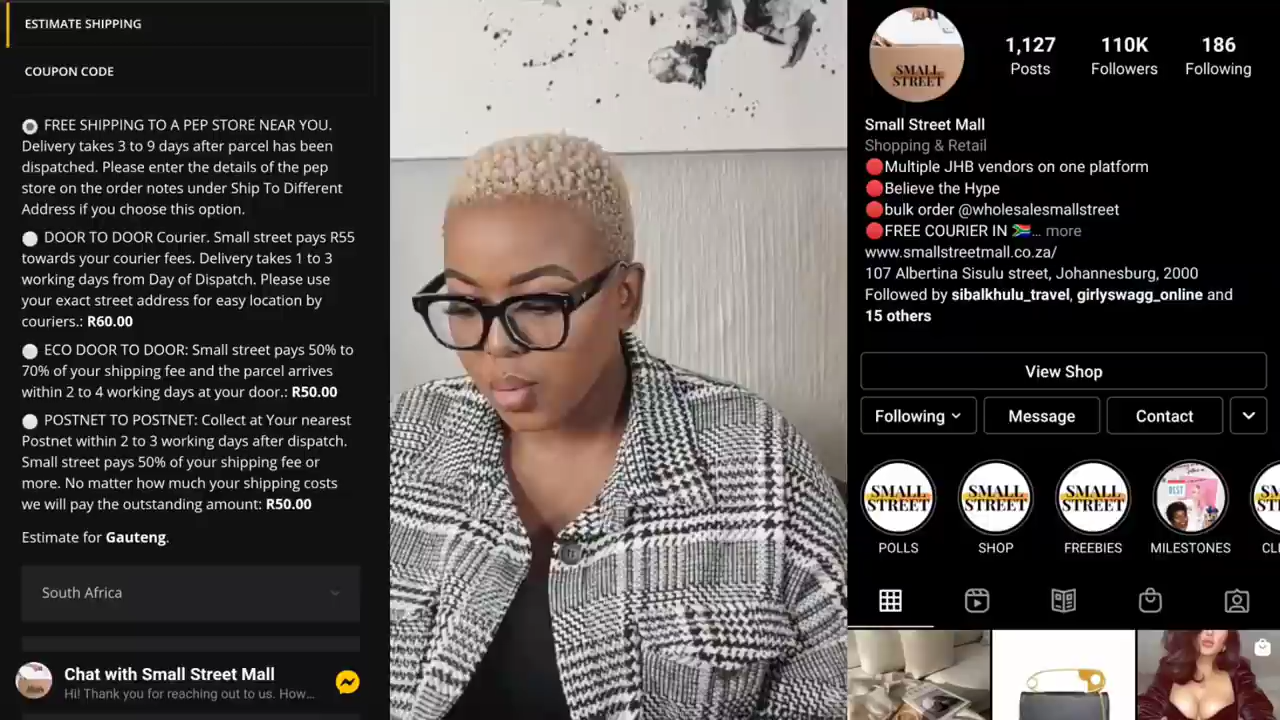 ESTIMATE SHIPPING
COUPON CODE
FREE SHIPPING TO A PEP STORE NEAR YOU.
Delivery takes 3 to 9 days after parcel has been
dispatched. Please enter the details of the pep
store on the order notes under Ship To Different
Address if you choose this option.
DOOR TO DOOR Courier. Small street pays R55
towards your courier fees. Delivery takes 1 to 3
working days from Day of Dispatch. Please use
your exact street address for easy location by
couriers.: R60.00
ECO DOOR TO DOOR: Small street pays 50% to
70% of your shipping fee and the parcel arrives
within 2 to 4 working days at your door.: R50.00
POSTNET TO POSTNET: Collect at Your nearest
Postnet within 2 to 3 working days after dispatch.
Small street pays 50% of your shipping fee or
more. No matter how much your shipping costs
we will pay the outstanding amount: R50.00
Estimate for Gauteng.
South Africa
Chat with Small Street Mall
Hi! Thank you for reaching out to us. How...
SMALL
STREET
1,127 110K 186
Posts Followers Following
Small Street Mall
Shopping & Retail
🔴Multiple JHB vendors on one platform
🔴Believe the Hype
🔴bulk order @wholesalesmallstreet
🔴FREE COURIER IN 🇿🇦... more
www.smallstreetmall.co.za/
107 Albertina Sisulu street, Johannesburg, 2000
Followed by sibalkhulu_travel, girlyswagg_online and
15 others
View Shop
Following Message Contact
SMALL
STREET
SMALL
STREET
SMALL
STREET
BEST
POLLS SHOP FREEBIES MILESTONES